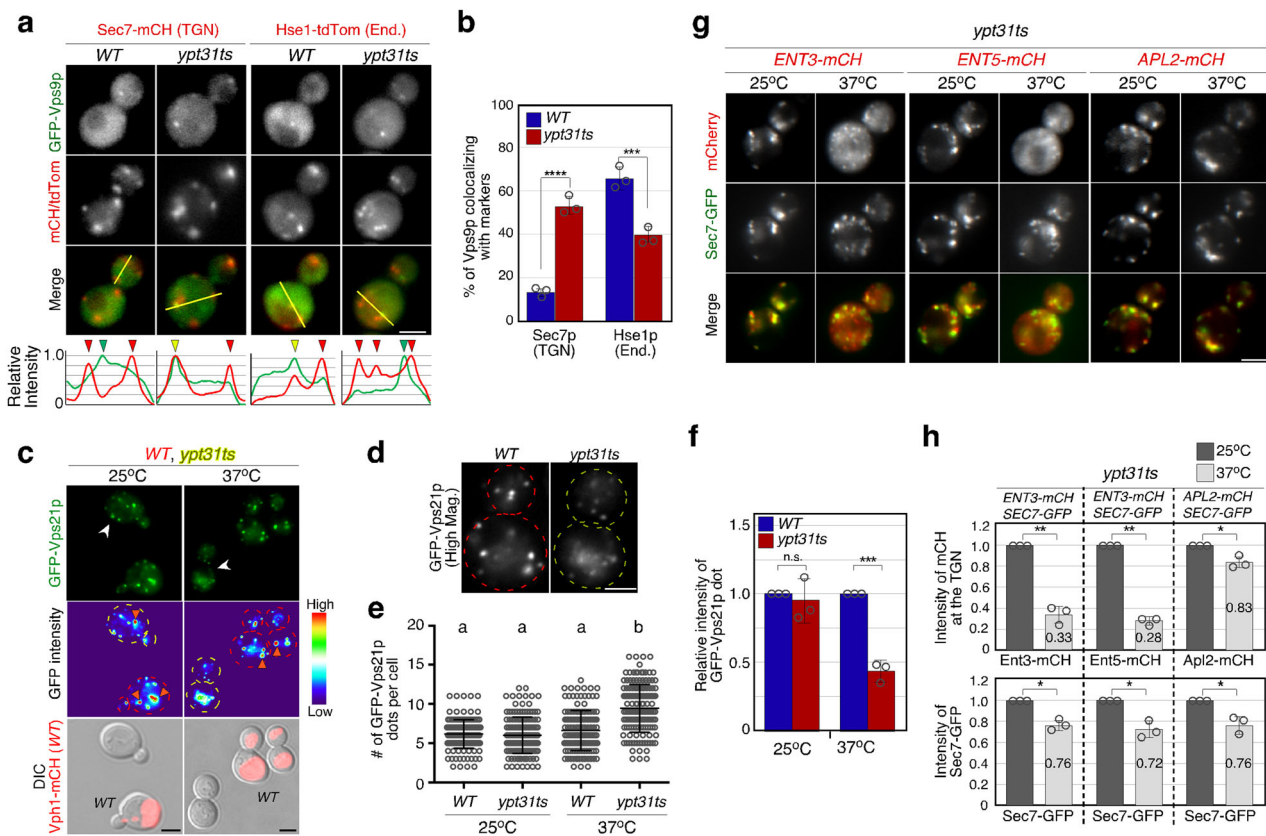 a
Sec7-mCH (TGN)
Hse1-tdTom (End.)
WT
ypt31ts
WT
ypt31ts
GFP-Vps9p
mCH/tdTom
Merge
Relative
Intensity
1.0
0
b
% of Vps9p colocalizing
with markers
100
80
60
40
20
0
WT
ypt31ts
****
***
Sec7p
(TGN)
Hse1p
(End.)
c
WT, ypt31ts
25°C
37°C
GFP-Vps21p
GFP intensity
High
Low
DIC
Vph1-mCH (WT)
WT
WT
d
WT
ypt31ts
GFP-Vps21p
(High Mag.)
e
# of GFP-Vps21p
dots per cell
20
15
10
5
0
a
a
a
b
WT
ypt31ts
WT
ypt31ts
25°C
37°C
f
Relative intensity of
GFP-Vps21p dot
1.5
1.0
0.5
0
WT
ypt31ts
n.s.
***
25°C
37°C
g
ypt31ts
ENT3-mCH
ENT5-mCH
APL2-mCH
25°C
37°C
25°C
37°C
25°C
37°C
mCherry
Sec7-GFP
Merge
h
25°C
37°C
ypt31ts
ENT3-mCH
SEC7-GFP
ENT3-mCH
SEC7-GFP
APL2-mCH
SEC7-GFP
Intensity of mCH
at the TGN
1.2
1.0
0.8
0.6
0.4
0.2
0
**
**
*
0.33
0.28
0.83
Ent3-mCH
Ent5-mCH
Apl2-mCH
Intensity of
Sec7-GFP
1.2
1.0
0.8
0.6
0.4
0.2
0
*
*
*
0.76
0.72
0.76
Sec7-GFP
Sec7-GFP
Sec7-GFP